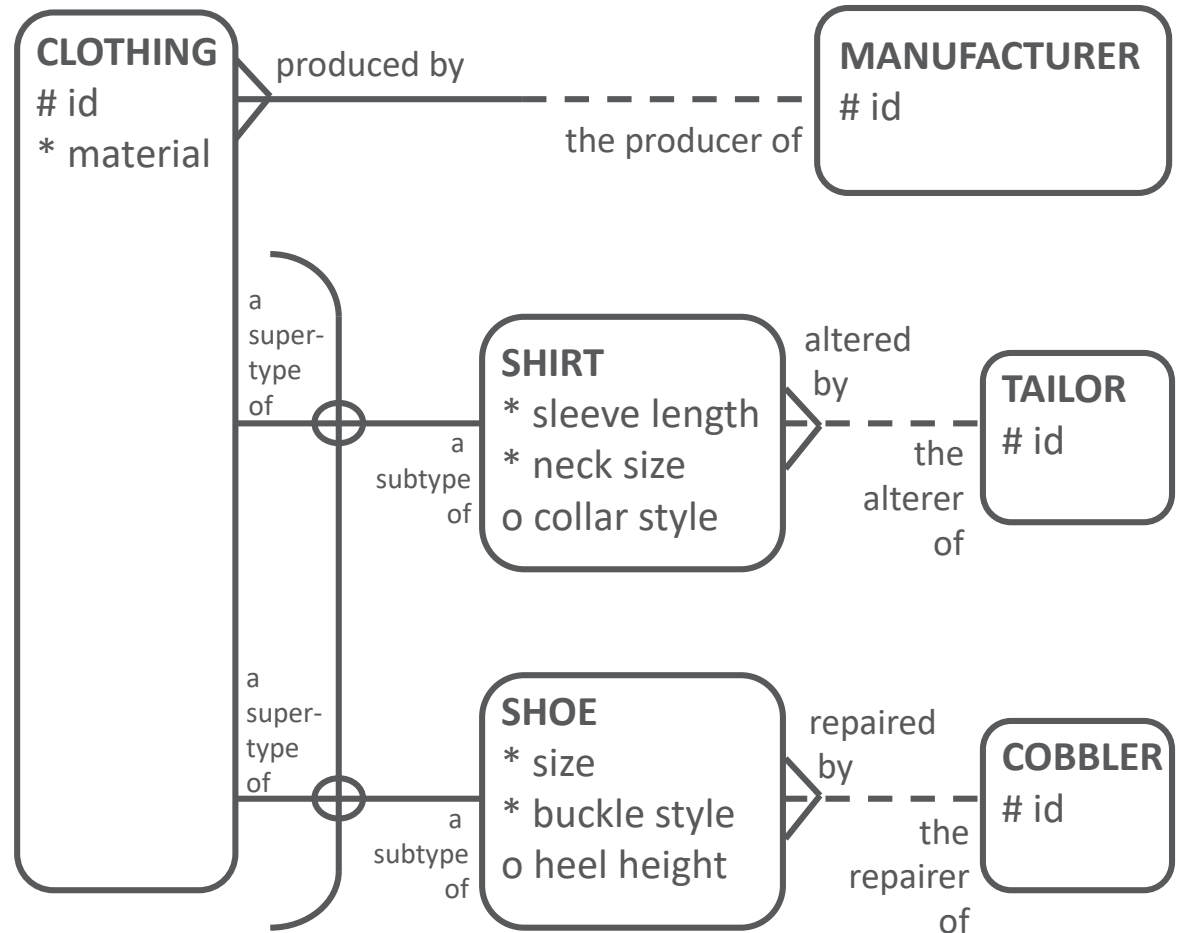 CLOTHING
# id
* material
produced by
the producer of
MANUFACTURER
# id
a
super-
type
of
a
subtype
of
SHIRT
* sleeve length
* neck size
o collar style
altered
by
the
alterer
of
TAILOR
# id
a
super-
type
of
a
subtype
of
SHOE
* size
* buckle style
o heel height
repaired
by
the
repairer
of
COBBLER
# id